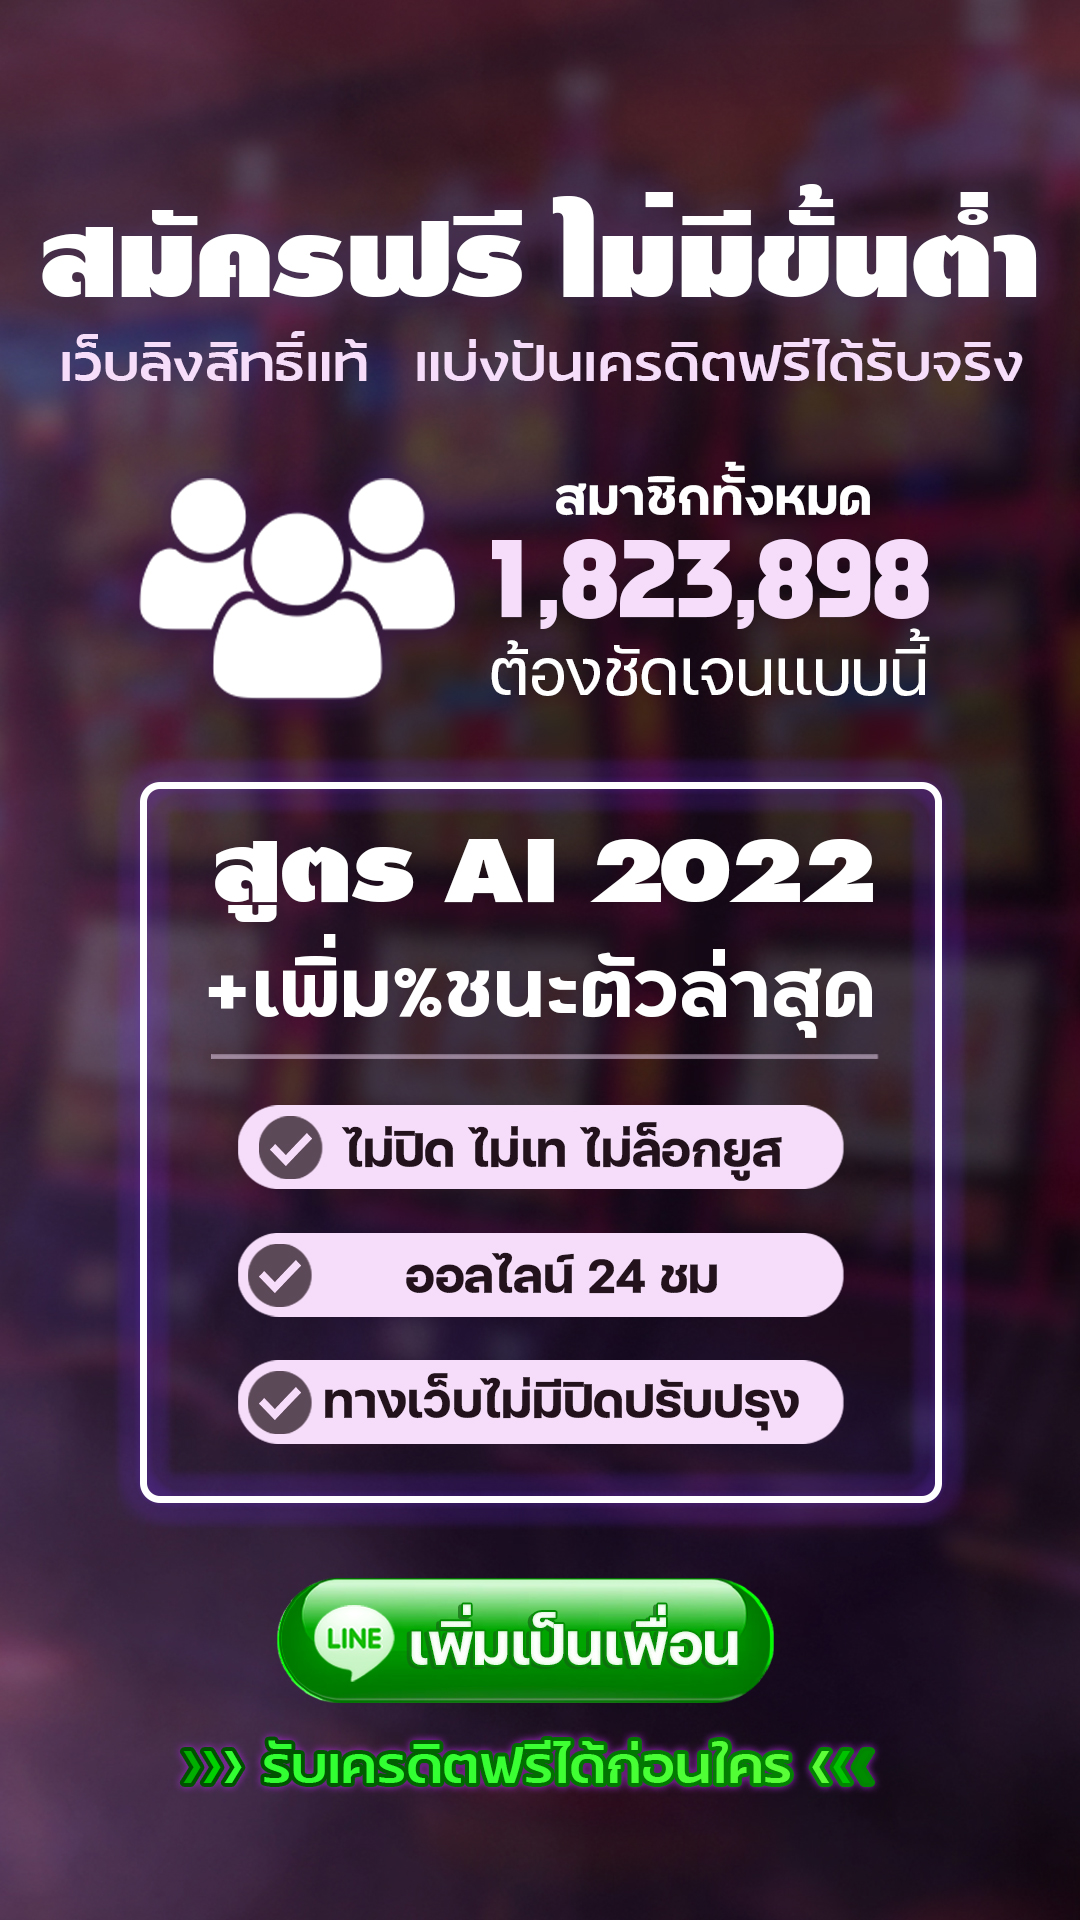 สมัครฟรี ไม่มีขั้นต่ำ
เว็บลิงสิทธิ์แท้ แบ่งปันเครดิตฟรีได้รับจริง
สมาชิกทั้งหมด
1,823,898
ต้องชัดเจนแบบนี้
สูตร AI 2022
+เพิ่ม%ชนะตัวล่าสุด
ไม่ปิด ไม่เท ไม่ล็อกยูส
ออลไลน์ 24 ชม
ทางเว็บไม่มีปิดปรับปรุง
LINE เพิ่มเป็นเพื่อน
รับเครดิตฟรีได้ก่อนใคร